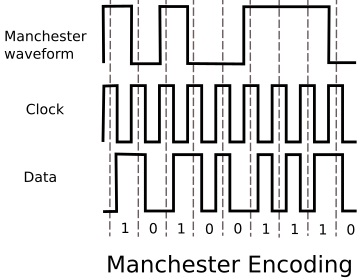 Manchester
waveform
Clock
Data
1 0 1 0 0 1 1 1 0
Manchester Encoding